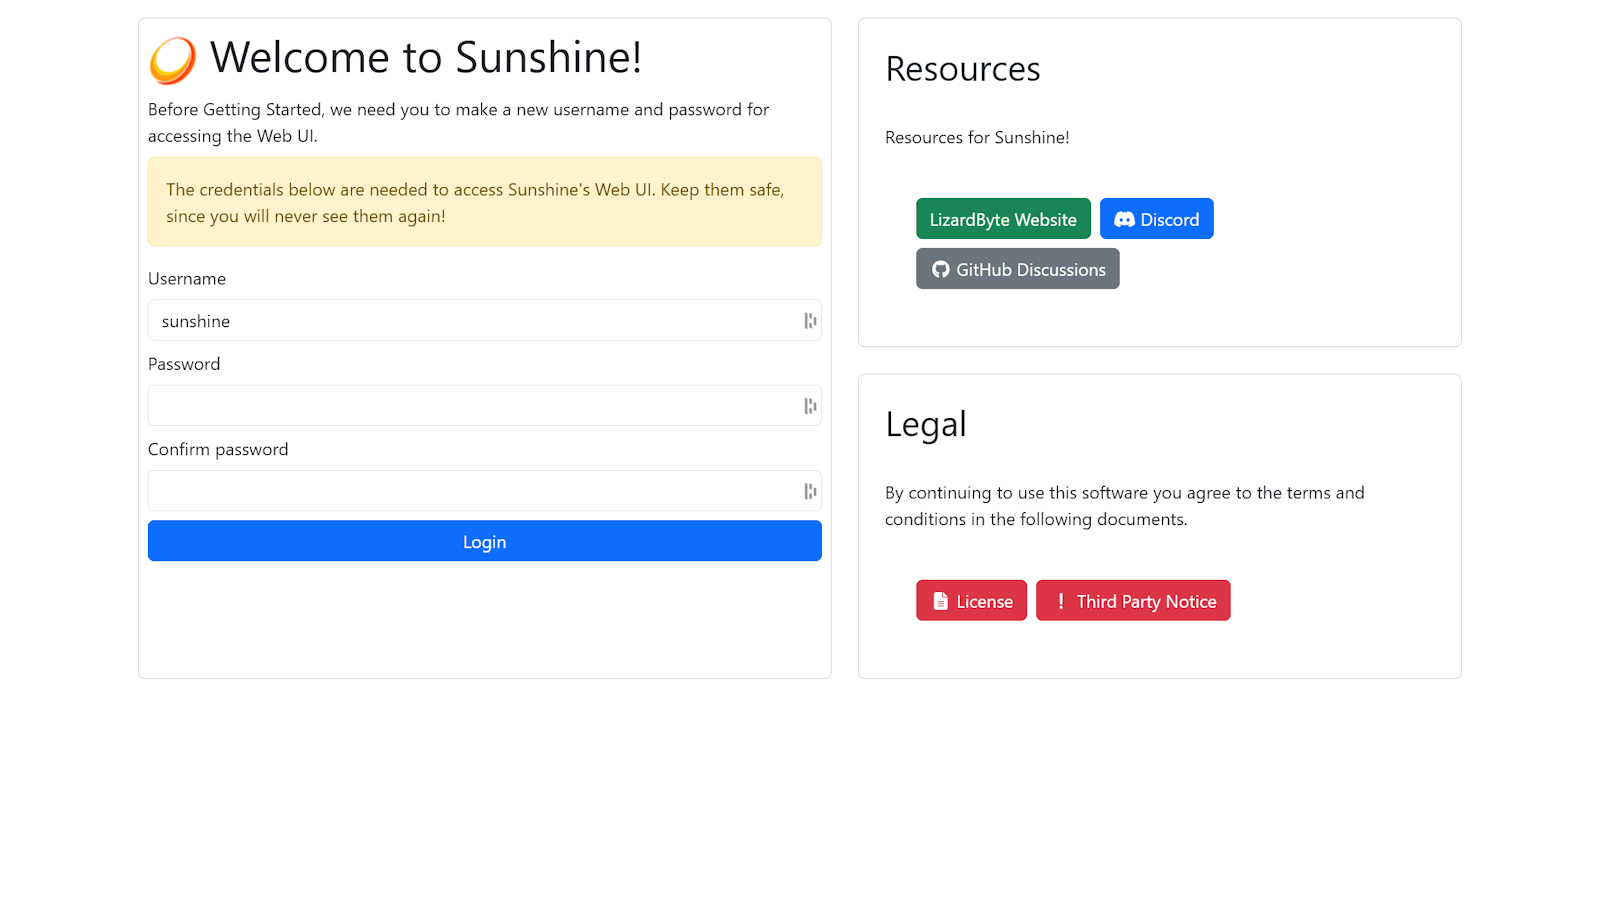 Welcome to Sunshine!
Before Getting Started, we need you to make a new username and password for
accessing the Web UI.
The credentials below are needed to access Sunshine's Web UI. Keep them safe,
since you will never see them again!
Username
sunshine
Password
Confirm password
Login
Resources
Resources for Sunshine!
LizardByte Website
Discord
GitHub Discussions
Legal
By continuing to use this software you agree to the terms and
conditions in the following documents.
License
! Third Party Notice